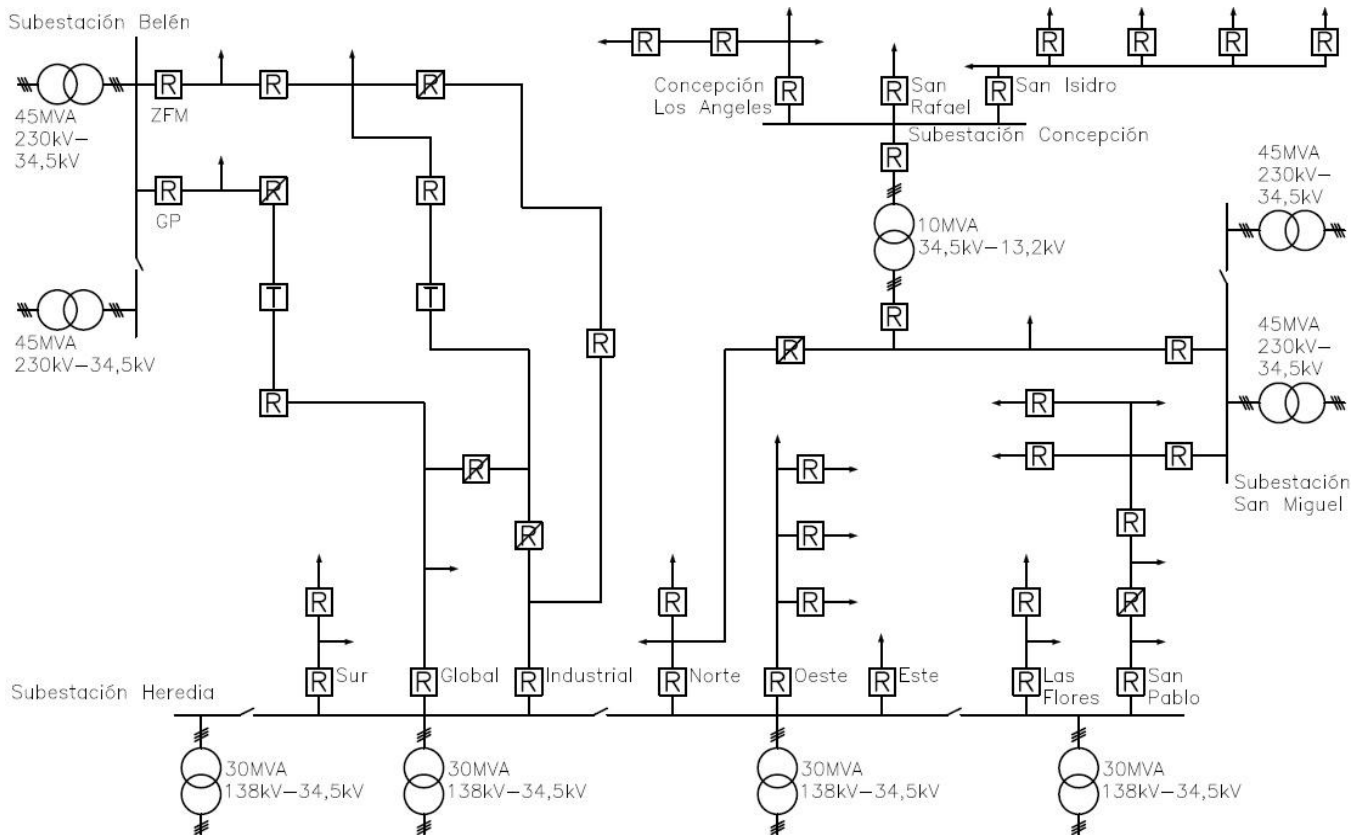 Subestación Belén
R
R
R
45MVA
230kV–
34,5kV
ZFM
R
R
GP
R
45MVA
230kV–34,5kV
T
T
R
R
R
R
R
R
R
Concepción
Los Angeles
R
R
San
Rafael
R
San Isidro
R
R
R
R
Subestación Concepción
R
10MVA
34,5kV–13,2kV
R
45MVA
230kV–
34,5kV
45MVA
230kV–
34,5kV
R
R
R
R
R
Subestación
San Miguel
R
R
R
R
R
R
R
R
R
Subestación Heredia
R
Sur
R
Global
R
Industrial
R
Norte
R
Oeste
R
Este
R
Las
Flores
R
San
Pablo
30MVA
138kV–34,5kV
30MVA
138kV–34,5kV
30MVA
138kV–34,5kV
30MVA
138kV–34,5kV